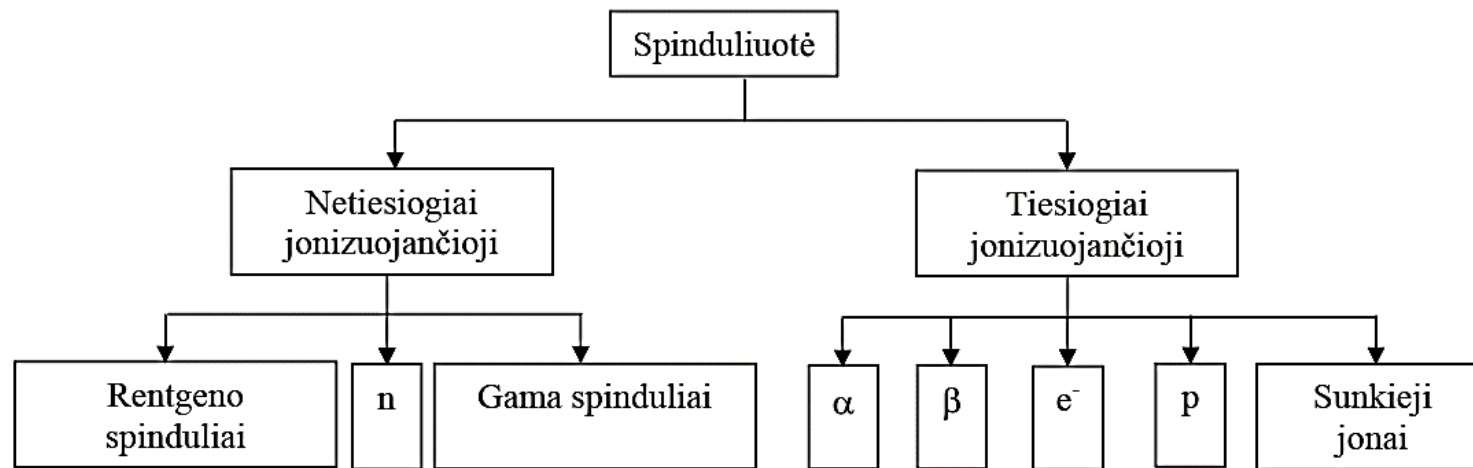 Spinduliuotė
Netiesiogiai
jonizuojančioji
Tiesiogiai
jonizuojančioji
Rentgeno
spinduliai
n
Gama spinduliai
α
β
e⁻
p
Sunkieji
jonai